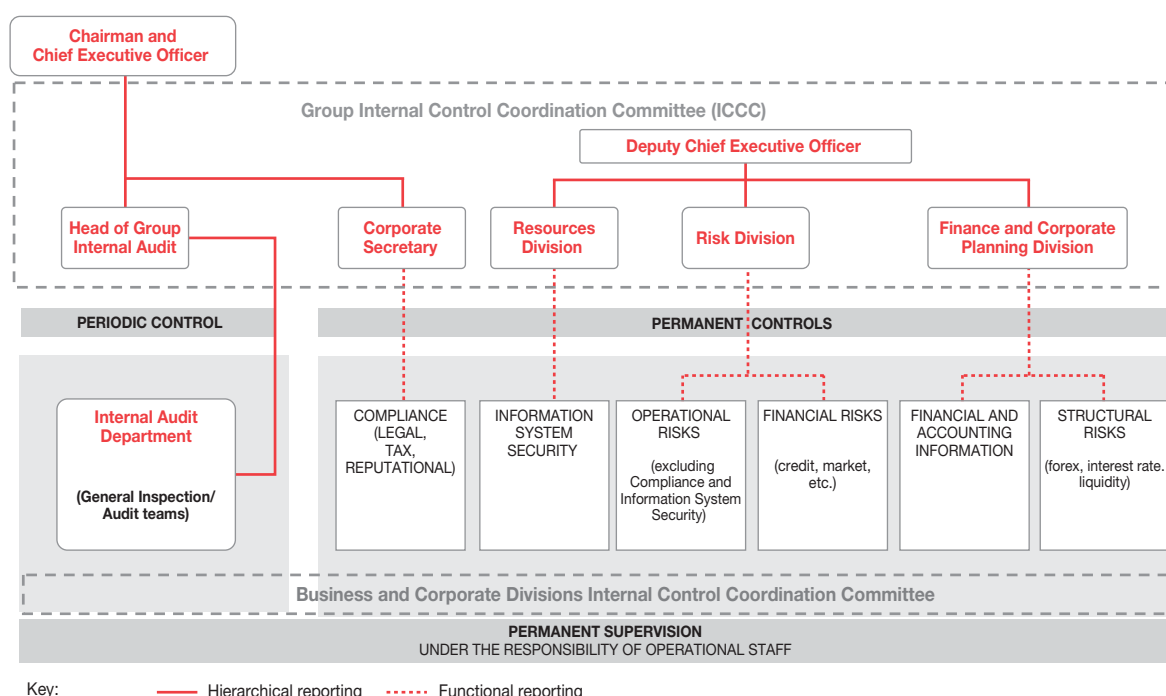 Chairman and
Chief Executive Officer
Group Internal Control Coordination Committee (ICCC)
Deputy Chief Executive Officer
Head of Group
Internal Audit
Corporate
Secretary
Resources
Division
Risk Division
Finance and Corporate
Planning Division
PERIODIC CONTROL
PERMANENT CONTROLS
Internal Audit
Department
(General Inspection/
Audit teams)
COMPLIANCE
(LEGAL,
TAX,
REPUTATIONAL)
INFORMATION
SYSTEM
SECURITY
OPERATIONAL
RISKS
(excluding
Compliance and
Information System
Security)
FINANCIAL RISKS
(credit, market,
etc.)
FINANCIAL AND
ACCOUNTING
INFORMATION
STRUCTURAL
RISKS
(forex, interest rate.
liquidity)
Business and Corporate Divisions Internal Control Coordination Committee
PERMANENT SUPERVISION
UNDER THE RESPONSIBILITY OF OPERATIONAL STAFF
Key:
Hierarchical reporting
Functional reporting